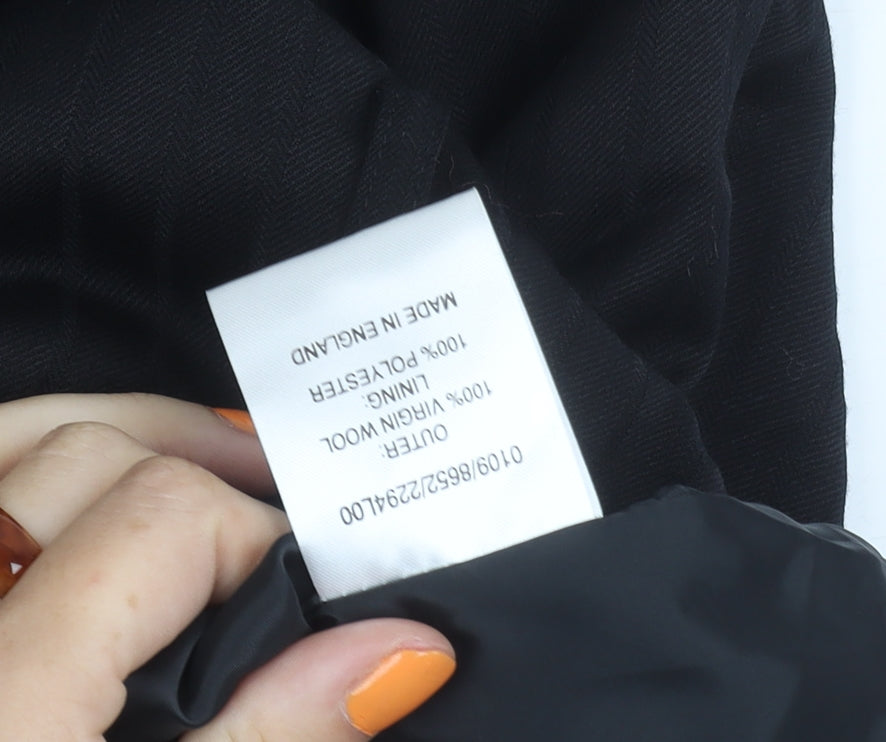 0109/8652/2294L00
OUTER:
100% VIRGIN WOOL
LINING:
100% POLYESTER
MADE IN ENGLAND